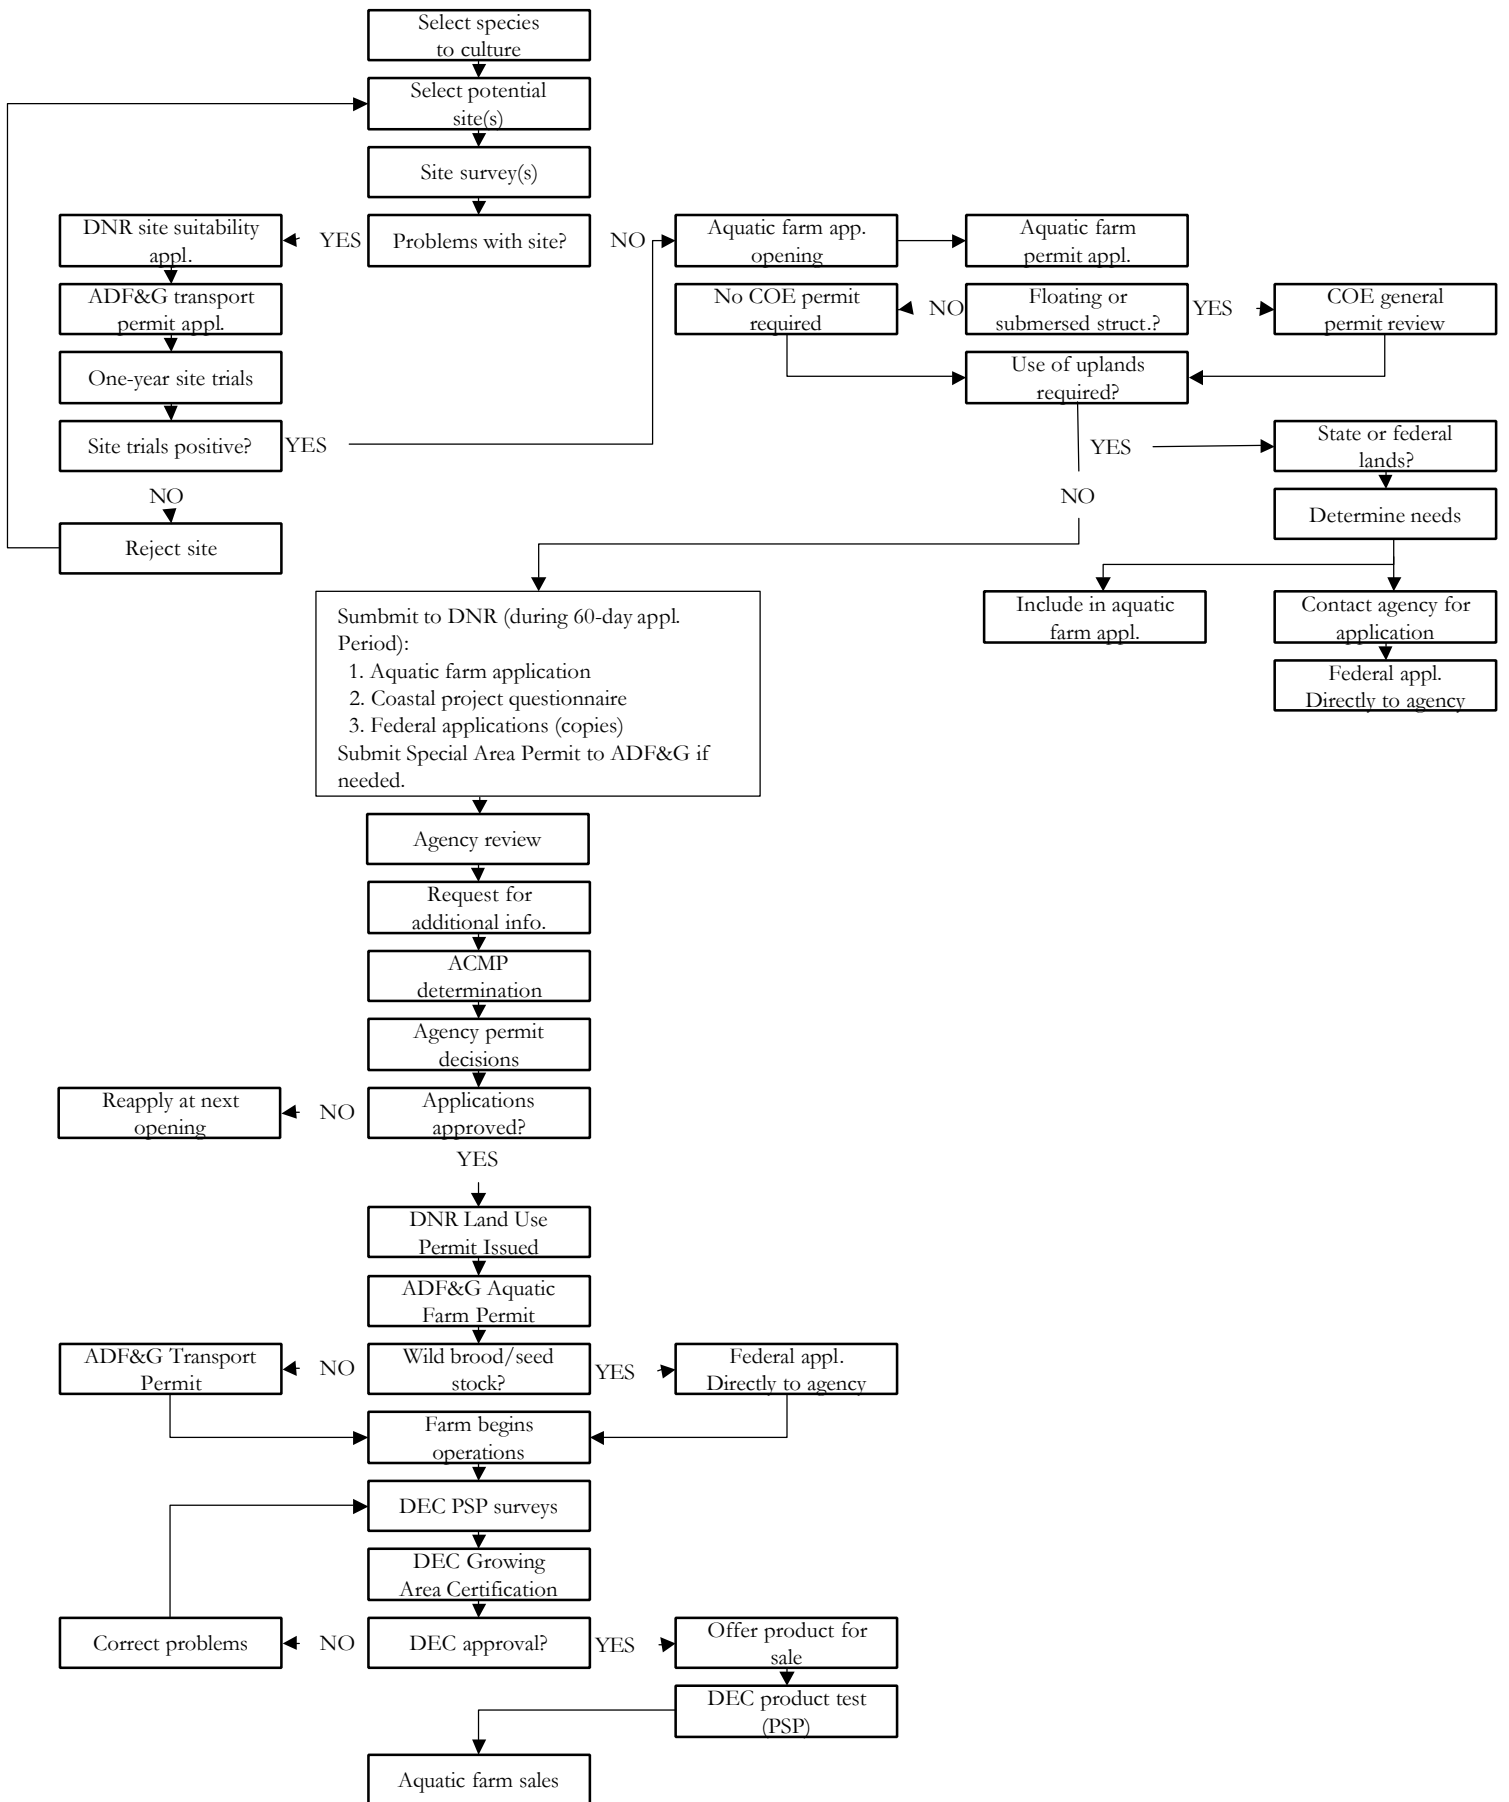 Select species
to culture
Select potential
site(s)
Site survey(s)
DNR site suitability
appl.
YES
Problems with site?
NO
Aquatic farm app.
opening
Aquatic farm
permit appl.
ADF&G transport
permit appl.
No COE permit
required
NO
Floating or
submersed struct.?
YES
COE general
permit review
One-year site trials
Use of uplands
required?
Site trials positive?
YES
YES
State or federal
lands?
NO
NO
Determine needs
Reject site
Include in aquatic
farm appl.
Contact agency for
application
Federal appl.
Directly to agency
Sumbmit to DNR (during 60-day appl.
Period):
1. Aquatic farm application
2. Coastal project questionnaire
3. Federal applications (copies)
Submit Special Area Permit to ADF&G if
needed.
Agency review
Request for
additional info.
ACMP
determination
Agency permit
decisions
Reapply at next
opening
NO
Applications
approved?
YES
DNR Land Use
Permit Issued
ADF&G Aquatic
Farm Permit
ADF&G Transport
Permit
NO
Wild brood/seed
stock?
YES
Federal appl.
Directly to agency
Farm begins
operations
DEC PSP surveys
DEC Growing
Area Certification
Correct problems
NO
DEC approval?
YES
Offer product for
sale
DEC product test
(PSP)
Aquatic farm sales